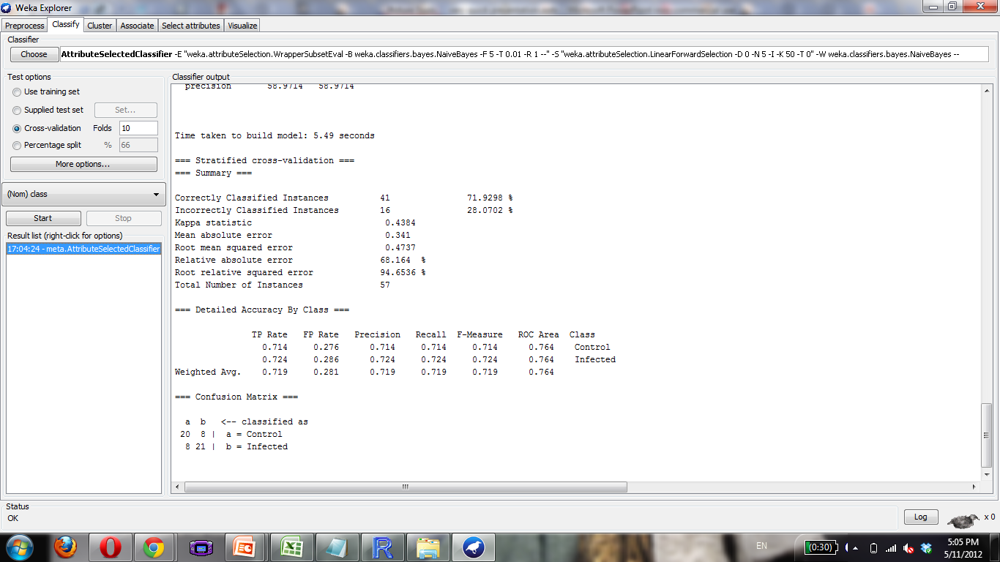 Weka Explorer
Preprocess Classify Cluster Associate Select attributes Visualize
Classifier
Choose AttributeSelectedClassifier -E "weka.attributeSelection.WrapperSubsetEval -B weka.classifiers.bayes.NaiveBayes -F 5 -T 0.01 -R 1 --" -S "weka.attributeSelection.LinearForwardSelection -D 0 -N 5 -I -K 50 -T 0" -W weka.classifiers.bayes.NaiveBayes --
Test options
Use training set
Supplied test set Set...
Cross-validation Folds 10
Percentage split % 66
More options...
(Nom) class
Start Stop
Result list (right-click for options)
17:04:24 - meta.AttributeSelectedClassifier
Classifier output
precision 58.9714 58.9714
Time taken to build model: 5.49 seconds
=== Stratified cross-validation ===
=== Summary ===
Correctly Classified Instances 41 71.9298 %
Incorrectly Classified Instances 16 28.0702 %
Kappa statistic 0.4384
Mean absolute error 0.341
Root mean squared error 0.4737
Relative absolute error 68.164 %
Root relative squared error 94.6536 %
Total Number of Instances 57
=== Detailed Accuracy By Class ===
TP Rate FP Rate Precision Recall F-Measure ROC Area Class
0.714 0.276 0.714 0.714 0.714 0.764 Control
0.724 0.286 0.724 0.724 0.724 0.764 Infected
Weighted Avg. 0.719 0.281 0.719 0.719 0.719 0.764
=== Confusion Matrix ===
a b <-- classified as
20 8 | a = Control
8 21 | b = Infected
Status
OK
Log x 0
EN
(0:30)
5:05 PM
5/11/2012